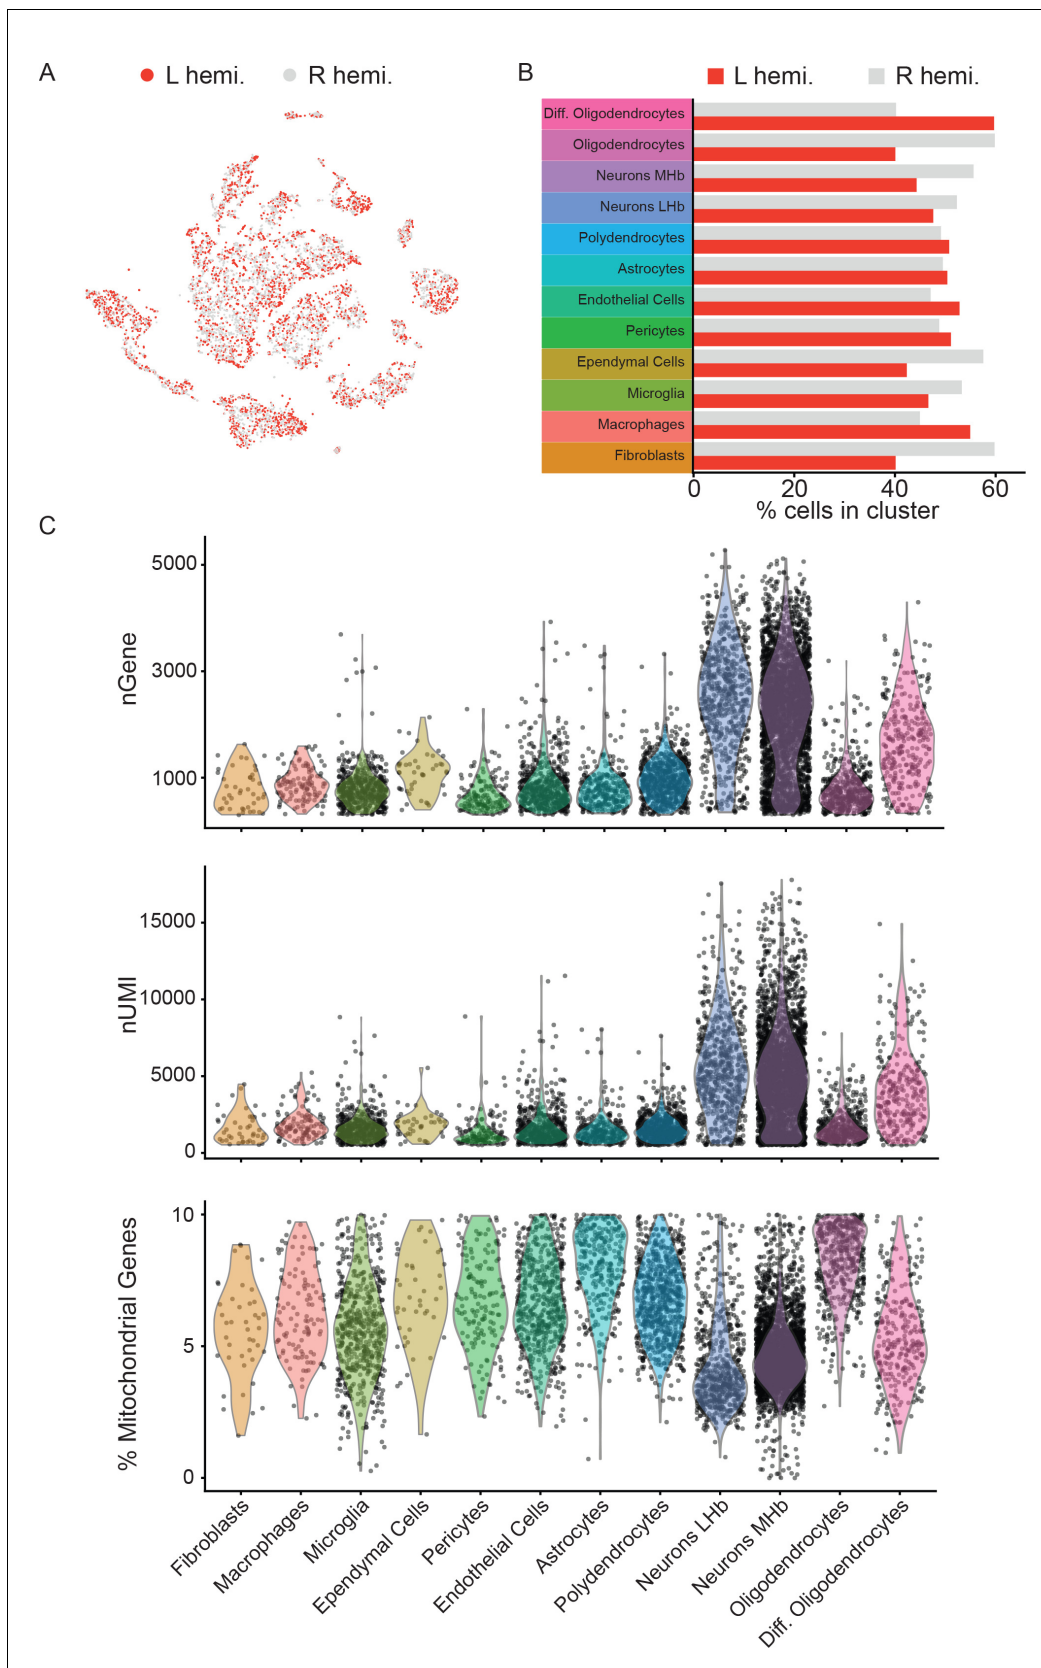 A
L hemi.
R hemi.
B
L hemi.
R hemi.
Diff. Oligodendrocytes
Oligodendrocytes
Neurons MHb
Neurons LHb
Polydendrocytes
Astrocytes
Endothelial Cells
Pericytes
Ependymal Cells
Microglia
Macrophages
Fibroblasts
0
20
40
60
% cells in cluster
C
nGene
5000
3000
1000
nUMI
15000
10000
5000
0
% Mitochondrial Genes
10
5
0
Fibroblasts
Macrophages
Microglia
Ependymal Cells
Pericytes
Endothelial Cells
Astrocytes
Polydendrocytes
Neurons LHb
Neurons MHb
Oligodendrocytes
Diff. Oligodendrocytes